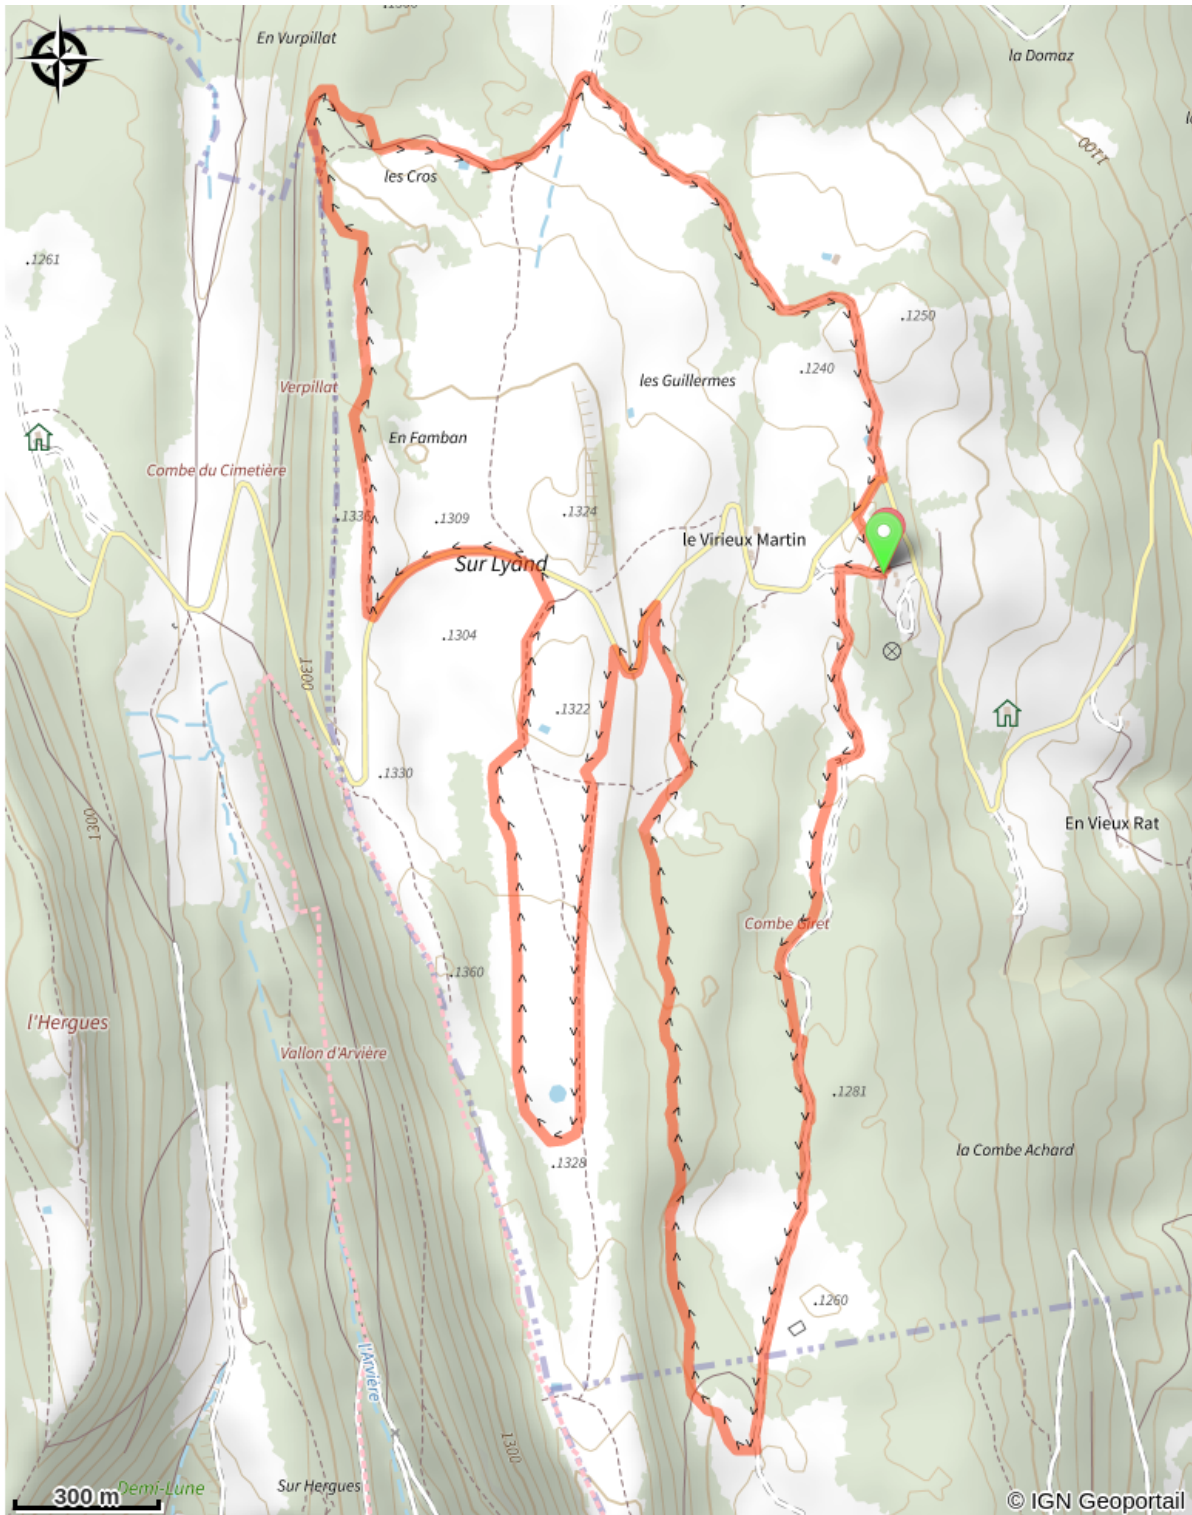 En Vurpillat
la Domaz
1100
les Cros
.1261
.1250
.1240
les Guillermes
Verpillat
En Famban
Combe du Cimetière
.1336
.1309
.1324
le Virieux Martin
Sur Lyand
.1304
1300
.1322
.1330
1300
En Vieux Rat
Combe Giret
.1360
l'Hergues
Vallon d'Arvière
.1281
la Combe Achard
.1328
.1260
l'Arvière
1300
Demi-Lune
Sur Hergues
300 m
© IGN Geoportail